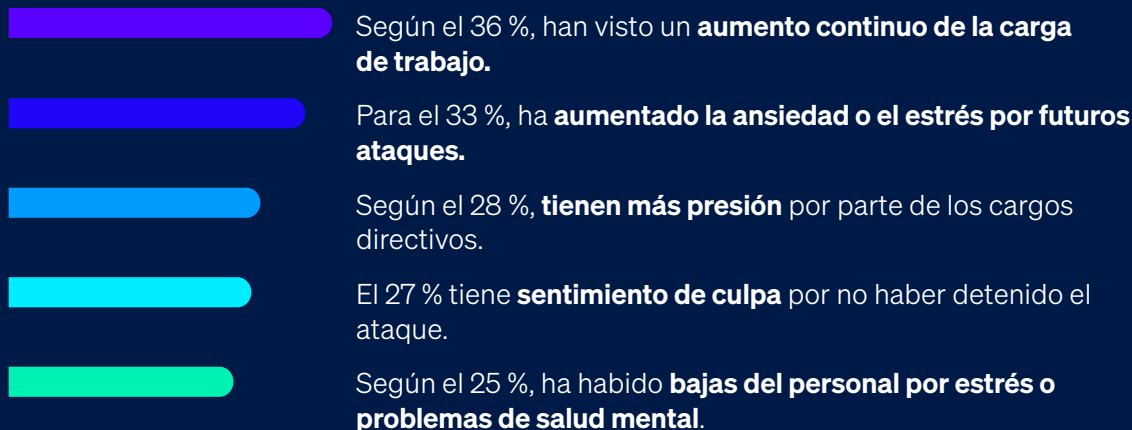 Según el 36 %, han visto un aumento continuo de la carga
de trabajo.
Para el 33 %, ha aumentado la ansiedad o el estrés por futuros
ataques.
Según el 28 %, tienen más presión por parte de los cargos
directivos.
El 27 % tiene sentimiento de culpa por no haber detenido el
ataque.
Según el 25 %, ha habido bajas del personal por estrés o
problemas de salud mental.